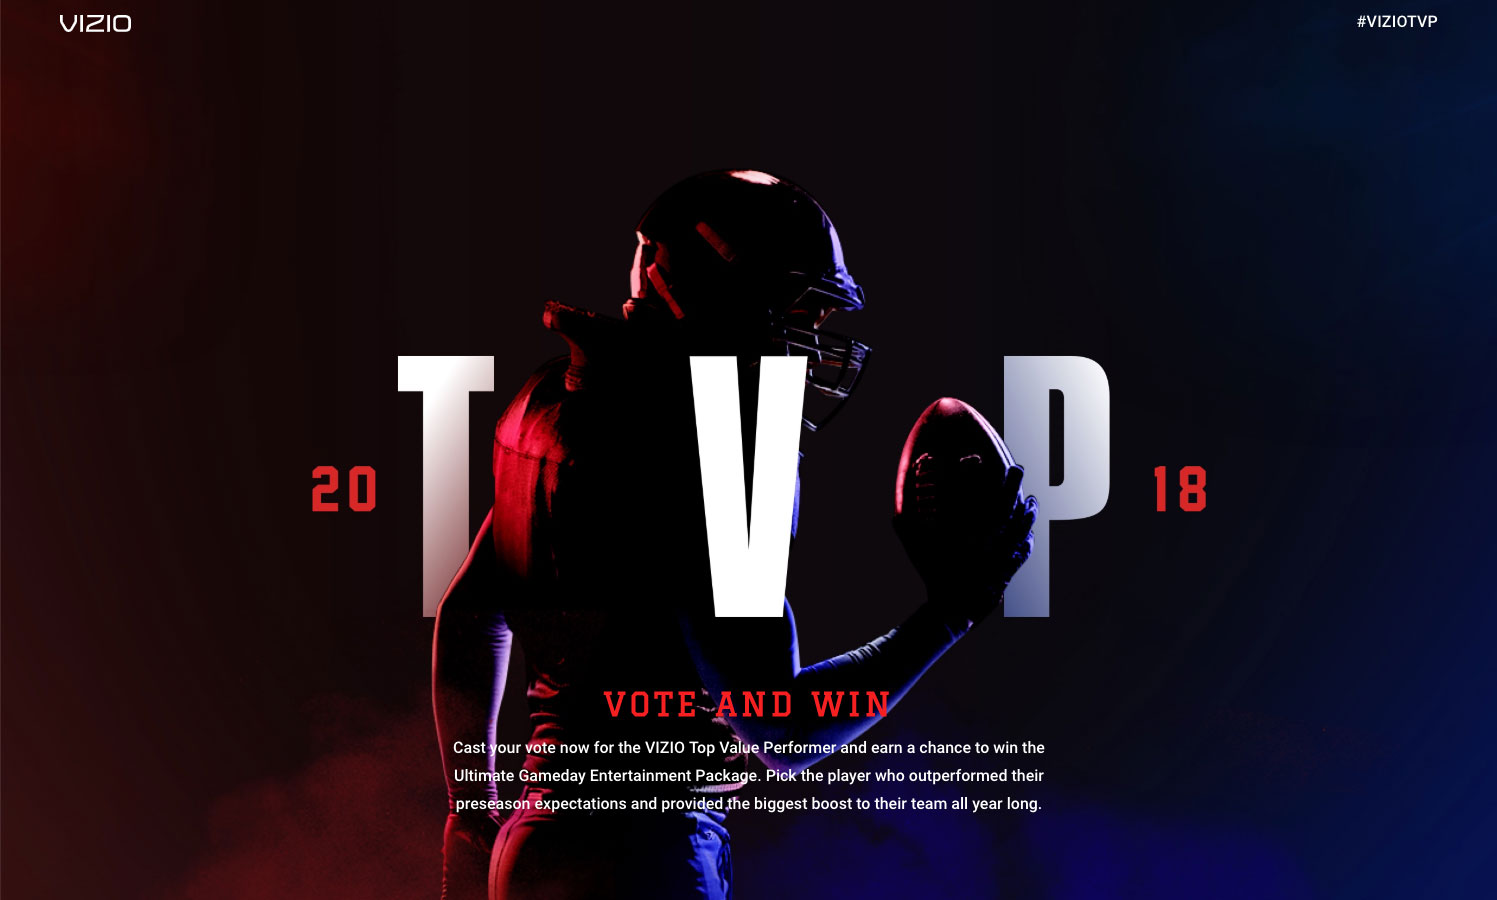 VIZIO
#VIZIOTVP
TVP
20 18
VOTE AND WIN
Cast your vote now for the VIZIO Top Value Performer and earn a chance to win the
Ultimate Gameday Entertainment Package. Pick the player who outperformed their
preseason expectations and provided the biggest boost to their team all year long.